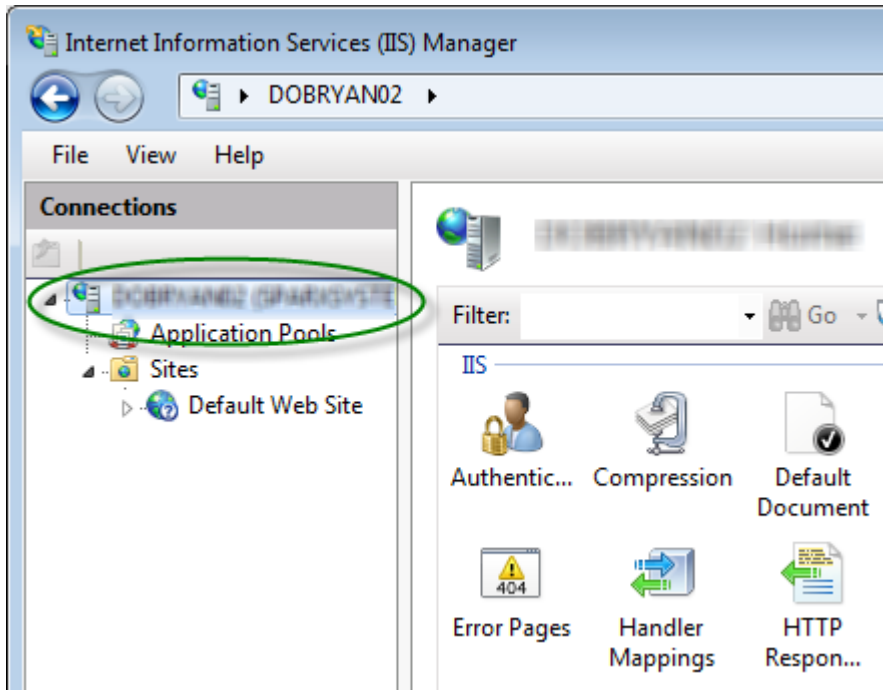 Internet Information Services (IIS) Manager
DOBRYAN02
File View Help
Connections
Filter: Go
Application Pools
IIS
Sites
Default Web Site
Authentic... Compression Default Document
404
Error Pages Handler Mappings HTTP Respon...